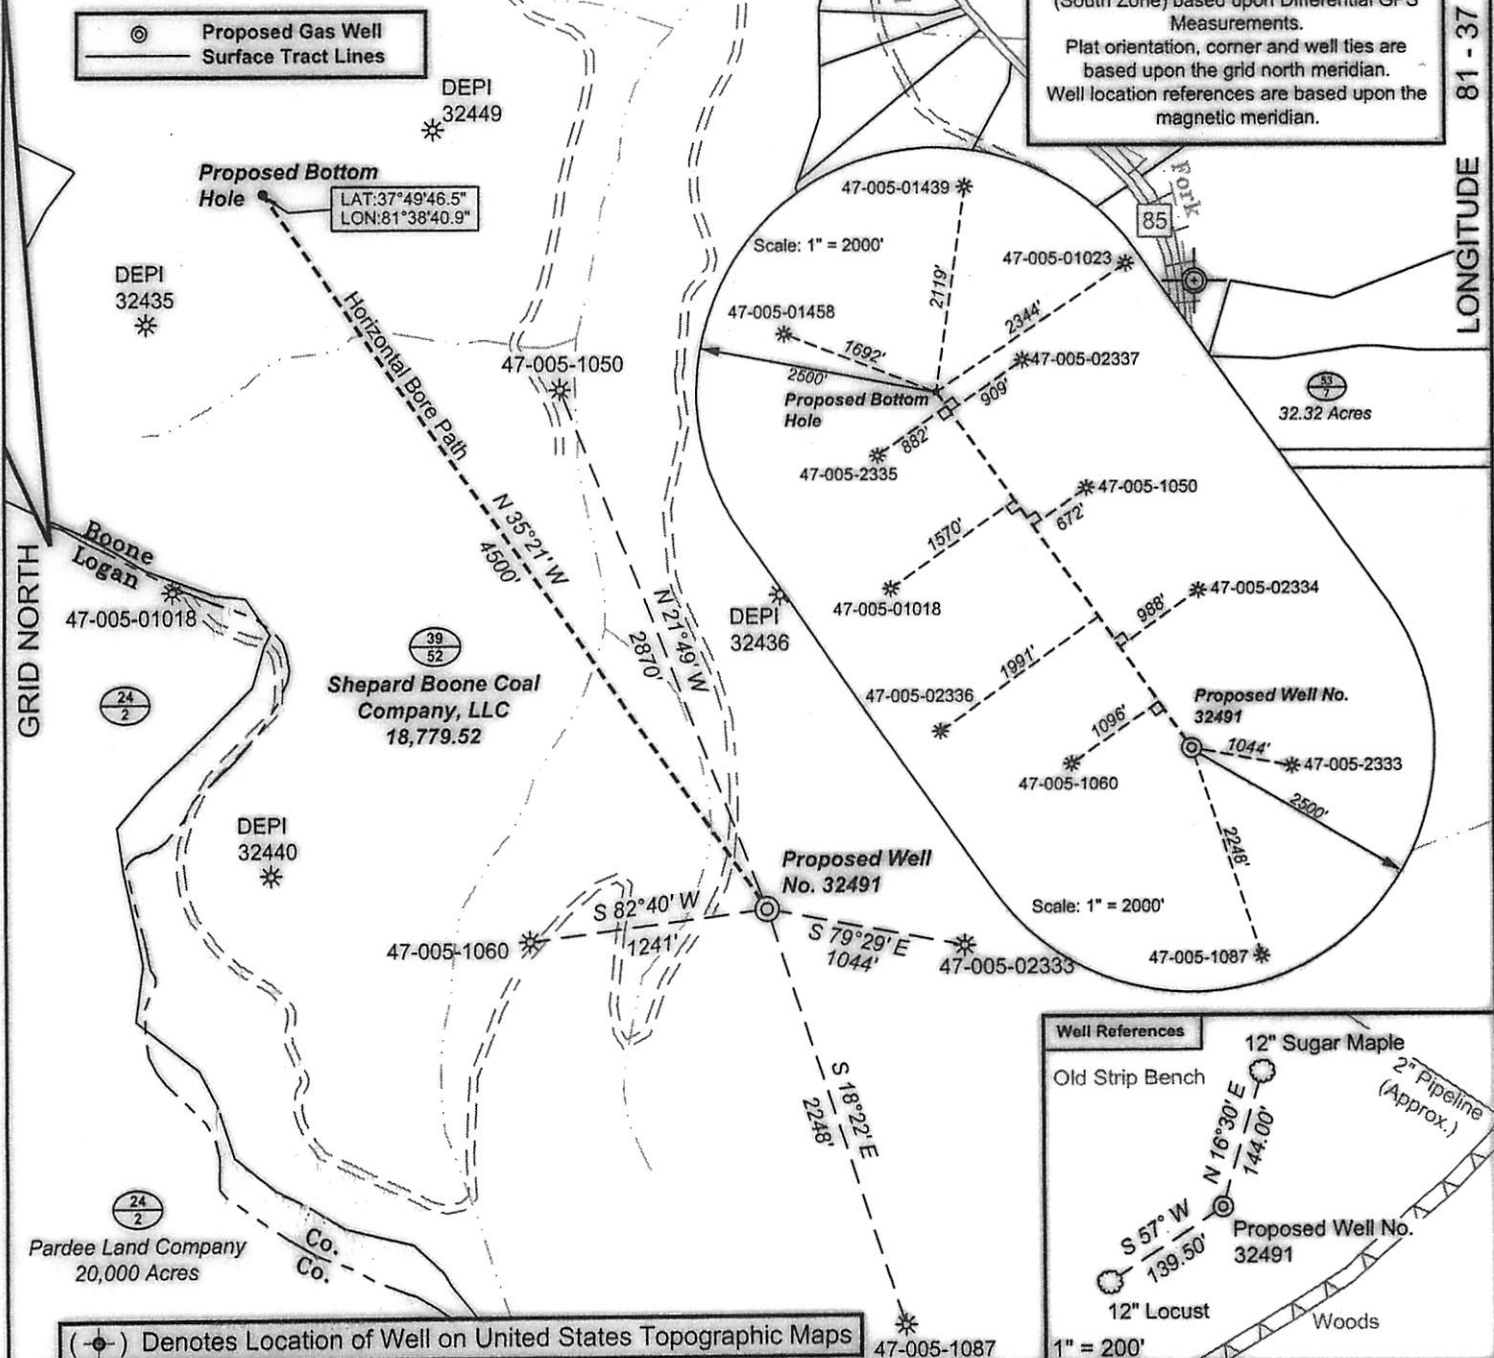 Proposed Gas Well
Surface Tract Lines
(South Zone) based upon Differential GPS
Measurements.
Plat orientation, corner and well ties are
based upon the grid north meridian.
Well location references are based upon the
magnetic meridian.
LONGITUDE 81 - 37
DEPI
32449
Proposed Bottom
Hole
LAT:37°49'46.5"
LON:81°38'40.9"
DEPI
32435
Horizontal Bore Path
N 35°21' W
4500'
47-005-1050
N 21°49' W
2870'
GRID NORTH
Boone
Logan
47-005-01018
24
2
39
52
Shepard Boone Coal
Company, LLC
18,779.52
DEPI
32436
DEPI
32440
Proposed Well
No. 32491
47-005-1060
S 82°40' W
1241'
S 79°29' E
1044'
47-005-02333
S 18°22' E
2248'
47-005-1087
24
2
Pardee Land Company
20,000 Acres
Co.
Co.
Fork
85
53
7
32.32 Acres
47-005-01439
Scale: 1" = 2000'
2119'
47-005-01023
2344'
47-005-01458
1692'
2500'
Proposed Bottom
Hole
47-005-02337
909'
882'
47-005-2335
47-005-1050
672'
1570'
47-005-01018
47-005-02334
988'
1991'
47-005-02336
Proposed Well No.
32491
1096'
47-005-1060
1044'
47-005-2333
2500'
2248'
Scale: 1" = 2000'
47-005-1087
Well References
Old Strip Bench
12" Sugar Maple
2" Pipeline
(Approx.)
N 16°30' E
144.00'
S 57° W
139.50'
Proposed Well No.
32491
12" Locust
Woods
1" = 200'
( ) Denotes Location of Well on United States Topographic Maps